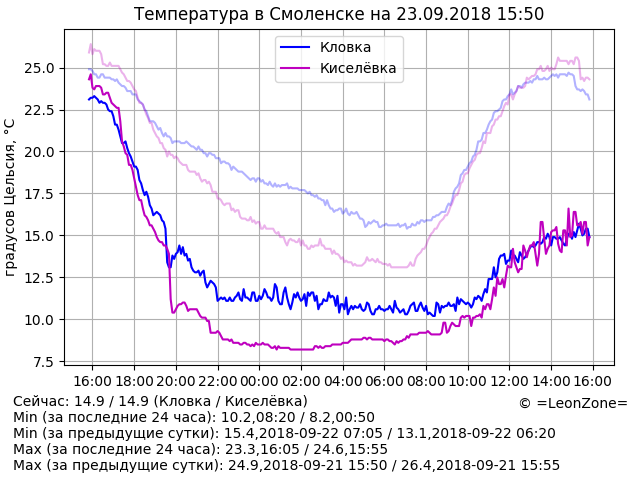 Температура в Смоленске на 23.09.2018 15:50
Кловка
Киселёвка
градусов Цельсия, °C
25.0
22.5
20.0
17.5
15.0
12.5
10.0
7.5
16:00 18:00 20:00 22:00 00:00 02:00 04:00 06:00 08:00 10:00 12:00 14:00 16:00
Сейчас: 14.9 / 14.9 (Кловка / Киселёвка)
© =LeonZone=
Min (за последние 24 часа): 10.2,08:20 / 8.2,00:50
Min (за предыдущие сутки): 15.4,2018-09-22 07:05 / 13.1,2018-09-22 06:20
Max (за последние 24 часа): 23.3,16:05 / 24.6,15:55
Max (за предыдущие сутки): 24.9,2018-09-21 15:50 / 26.4,2018-09-21 15:55